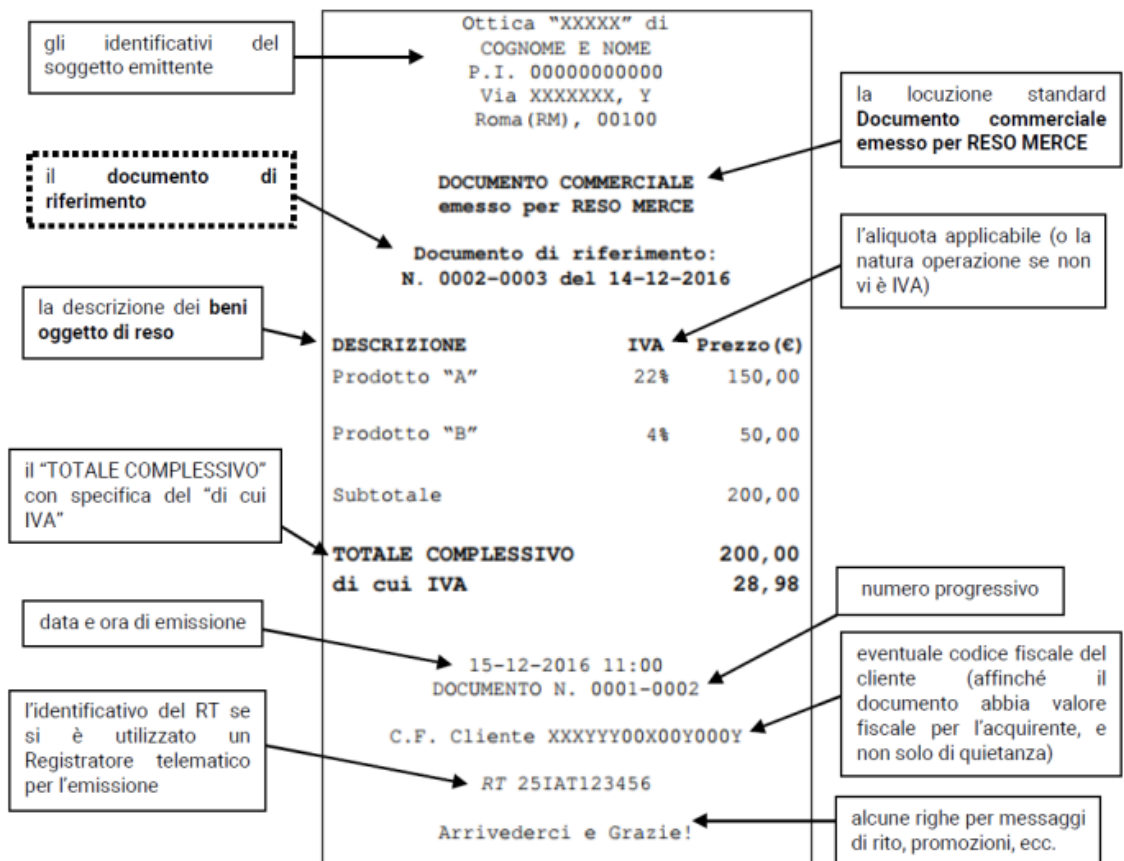 gli identificativi del
soggetto emittente
il documento di
riferimento
la descrizione dei beni
oggetto di reso
il “TOTALE COMPLESSIVO”
con specifica del “di cui
IVA”
data e ora di emissione
l'identificativo del RT se
si è utilizzato un
Registratore telematico
per l'emissione
Ottica “XXXXX” di
COGNOME E NOME
P.I. 00000000000
Via XXXXXXX, Y
Roma(RM), 00100
DOCUMENTO COMMERCIALE
emesso per RESO MERCE
Documento di riferimento:
N. 0002-0003 del 14-12-2016
DESCRIZIONE IVA Prezzo(€)
Prodotto “A” 22% 150,00
Prodotto “B” 4% 50,00
Subtotale 200,00
TOTALE COMPLESSIVO 200,00
di cui IVA 28,98
15-12-2016 11:00
DOCUMENTO N. 0001-0002
C.F. Cliente XXXYYY00X00Y000Y
RT 25IAT123456
Arrivederci e Grazie!
la locuzione standard
Documento commerciale
emesso per RESO MERCE
l'aliquota applicabile (o la
natura operazione se non
vi è IVA)
numero progressivo
eventuale codice fiscale del
cliente (affinché il
documento abbia valore
fiscale per l'acquirente, e
non solo di quietanza)
alcune righe per messaggi
di rito, promozioni, ecc.